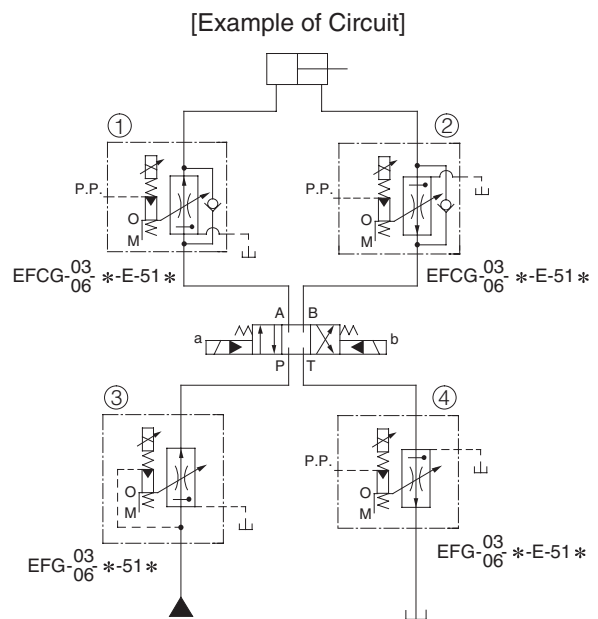 [Example of Circuit]
① ②
P.P. P.P.
O O
M M
EFCG-03/06- *-E-51* EFCG-03/06- *-E-51*
A B
a b
P T
③ ④
P.P.
O O
M M
EFG-03/06- *-51* EFG-03/06- *-E-51*